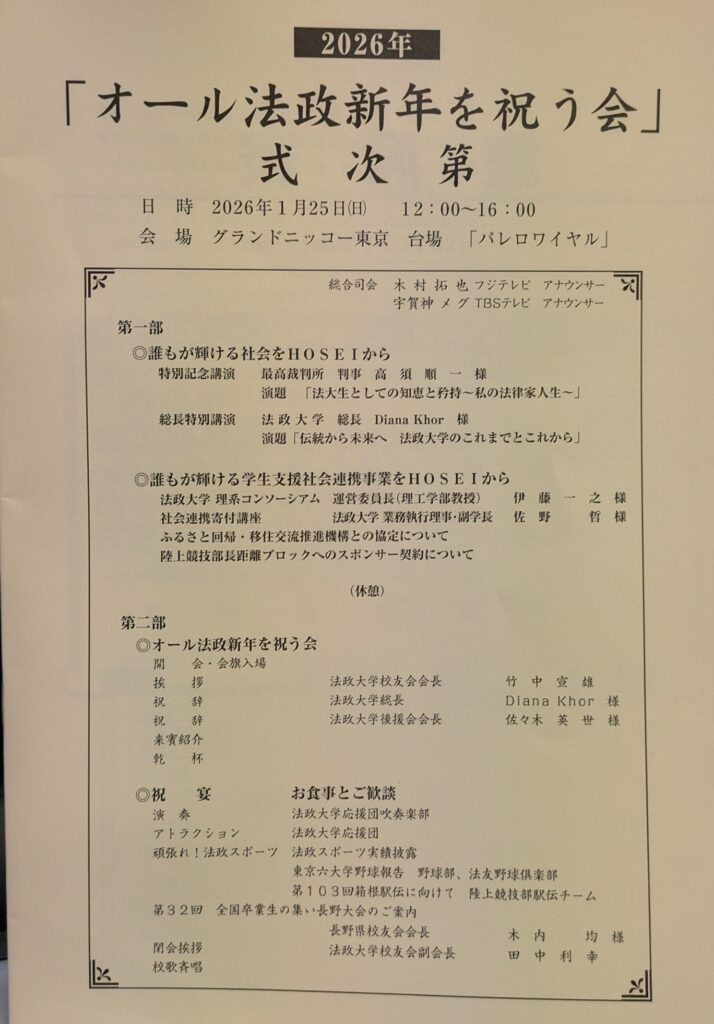 2026年
「オール法政新年を祝う会」
式 次 第
日 時 2026年1月25日(日) 12:00~16:00
会 場 グランドニッコー東京 台場 「パレロワイヤル」
総合司会 木 村 拓 也 フジテレビ アナウンサー
宇賀神 メ グ TBSテレビ アナウンサー
第一部
◎誰もが輝ける社会をHOSEIから
特別記念講演 最高裁判所 判事 高 須 順 一 様
演題 「法大生としての知恵と矜持~私の法律家人生~」
総長特別講演 法 政 大 学 総長 Diana Khor 様
演題「伝統から未来へ 法政大学のこれまでとこれから」
◎誰もが輝ける学生支援社会連携事業をHOSEIから
法政大学 理系コンソーシアム 運営委員長(理工学部教授) 伊 藤 一 之 様
社会連携寄付講座 法政大学 業務執行理事・副学長 佐 野 哲 様
ふるさと回帰・移住交流推進機構との協定について
陸上競技部長距離ブロックへのスポンサー契約について
(休憩)
第二部
◎オール法政新年を祝う会
開 会・会旗入場
挨 拶 法政大学校友会会長 竹 中 宣 雄
祝 辞 法政大学総長 Diana Khor 様
祝 辞 法政大学後援会会長 佐々木 英 世 様
来賓紹介
乾 杯
◎祝 宴 お食事とご歓談
演 奏 法政大学応援団吹奏楽部
アトラクション 法政大学応援団
頑張れ!法政スポーツ 法政スポーツ実績披露
東京六大学野球報告 野球部、法友野球倶楽部
第103回箱根駅伝に向けて 陸上競技部駅伝チーム
第32回 全国卒業生の集い長野大会のご案内
長野県校友会会長 木 内 均 様
閉会挨拶 法政大学校友会副会長 田 中 利 幸
校歌斉唱